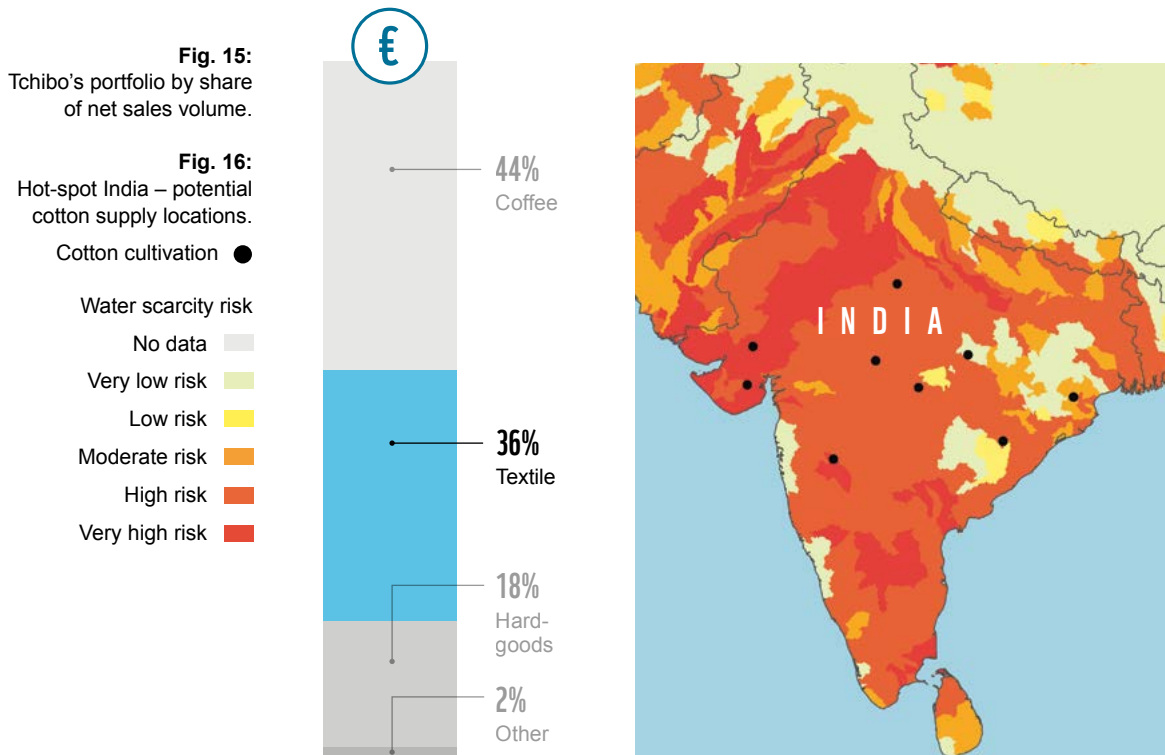 €
Fig. 15:
Tchibo’s portfolio by share
of net sales volume.
Fig. 16:
Hot-spot India – potential
cotton supply locations.
Cotton cultivation
Water scarcity risk
No data
Very low risk
Low risk
Moderate risk
High risk
Very high risk
44%
Coffee
36%
Textile
18%
Hard-
goods
2%
Other
INDIA